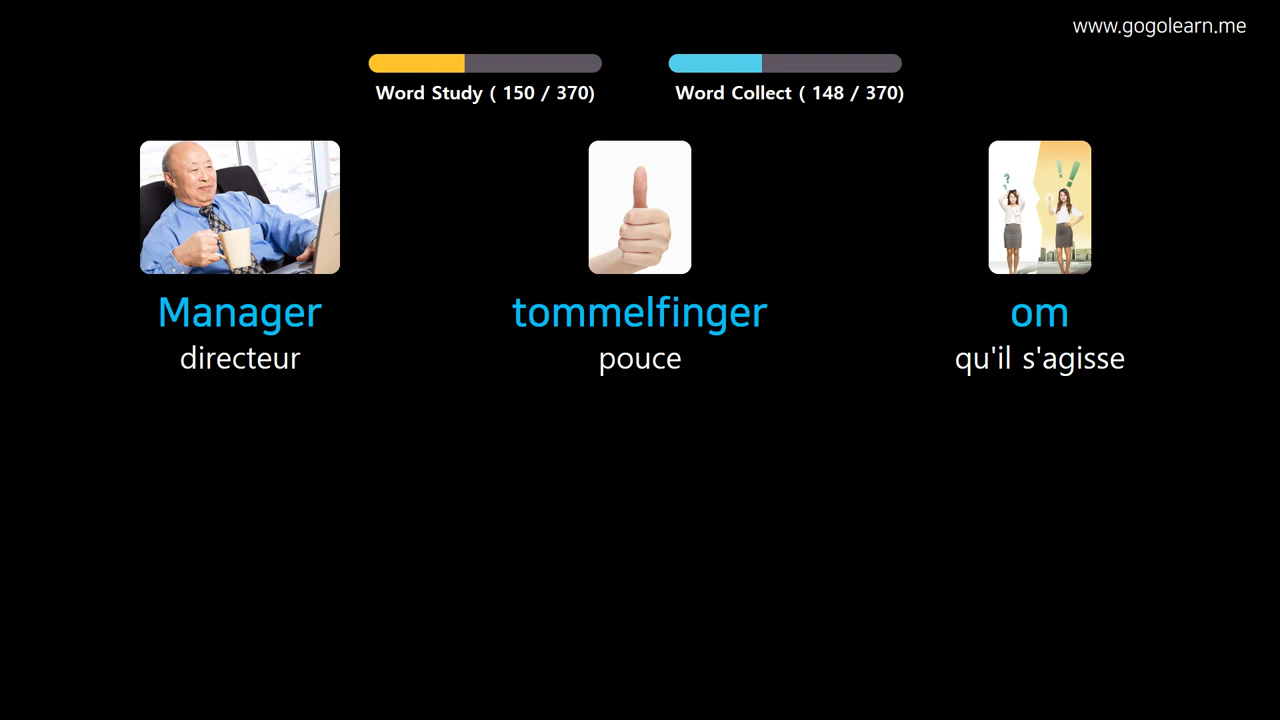 www.gogolearn.me
Word Study ( 150 / 370)
Word Collect ( 148 / 370)
Manager
directeur
tommelfinger
pouce
om
qu'il s'agisse